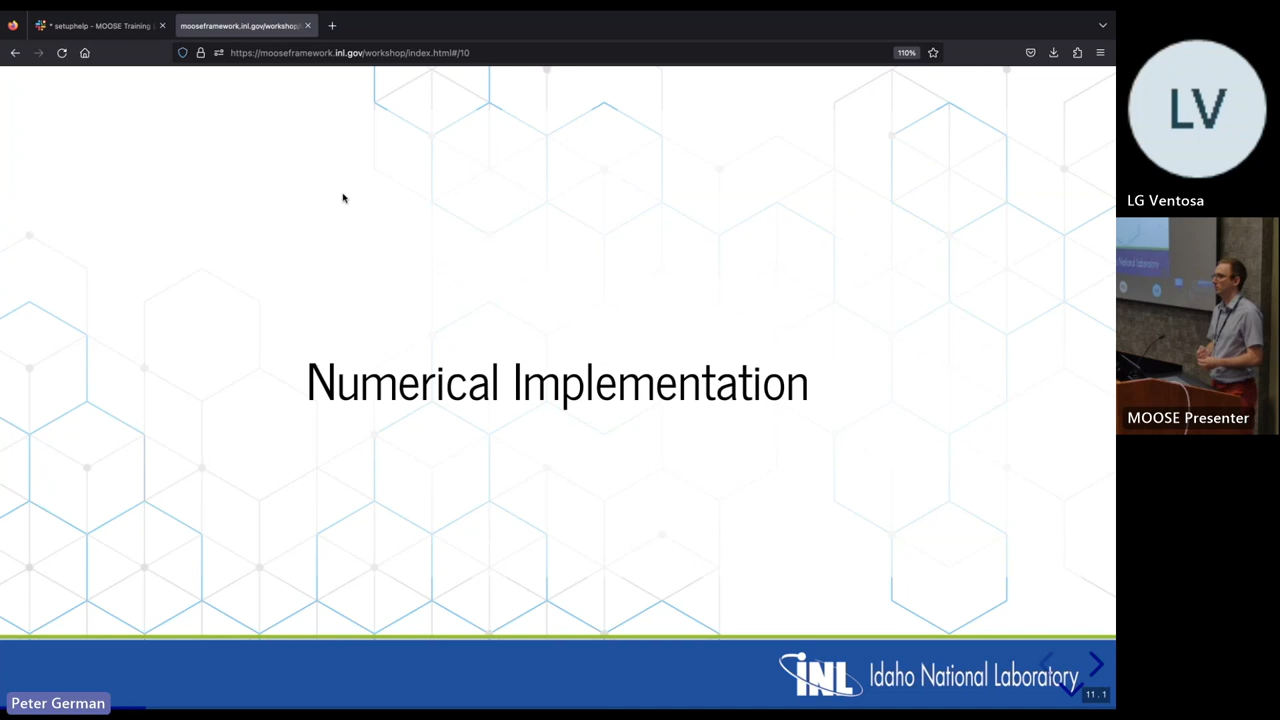 * setuphelp - MOOSE Training
mooseframework.inl.gov/workshop/
https://mooseframework.inl.gov/workshop/index.html#/10
110%
LV
LG Ventosa
Numerical Implementation
MOOSE Presenter
INL Idaho National Laboratory
11.1
Peter German